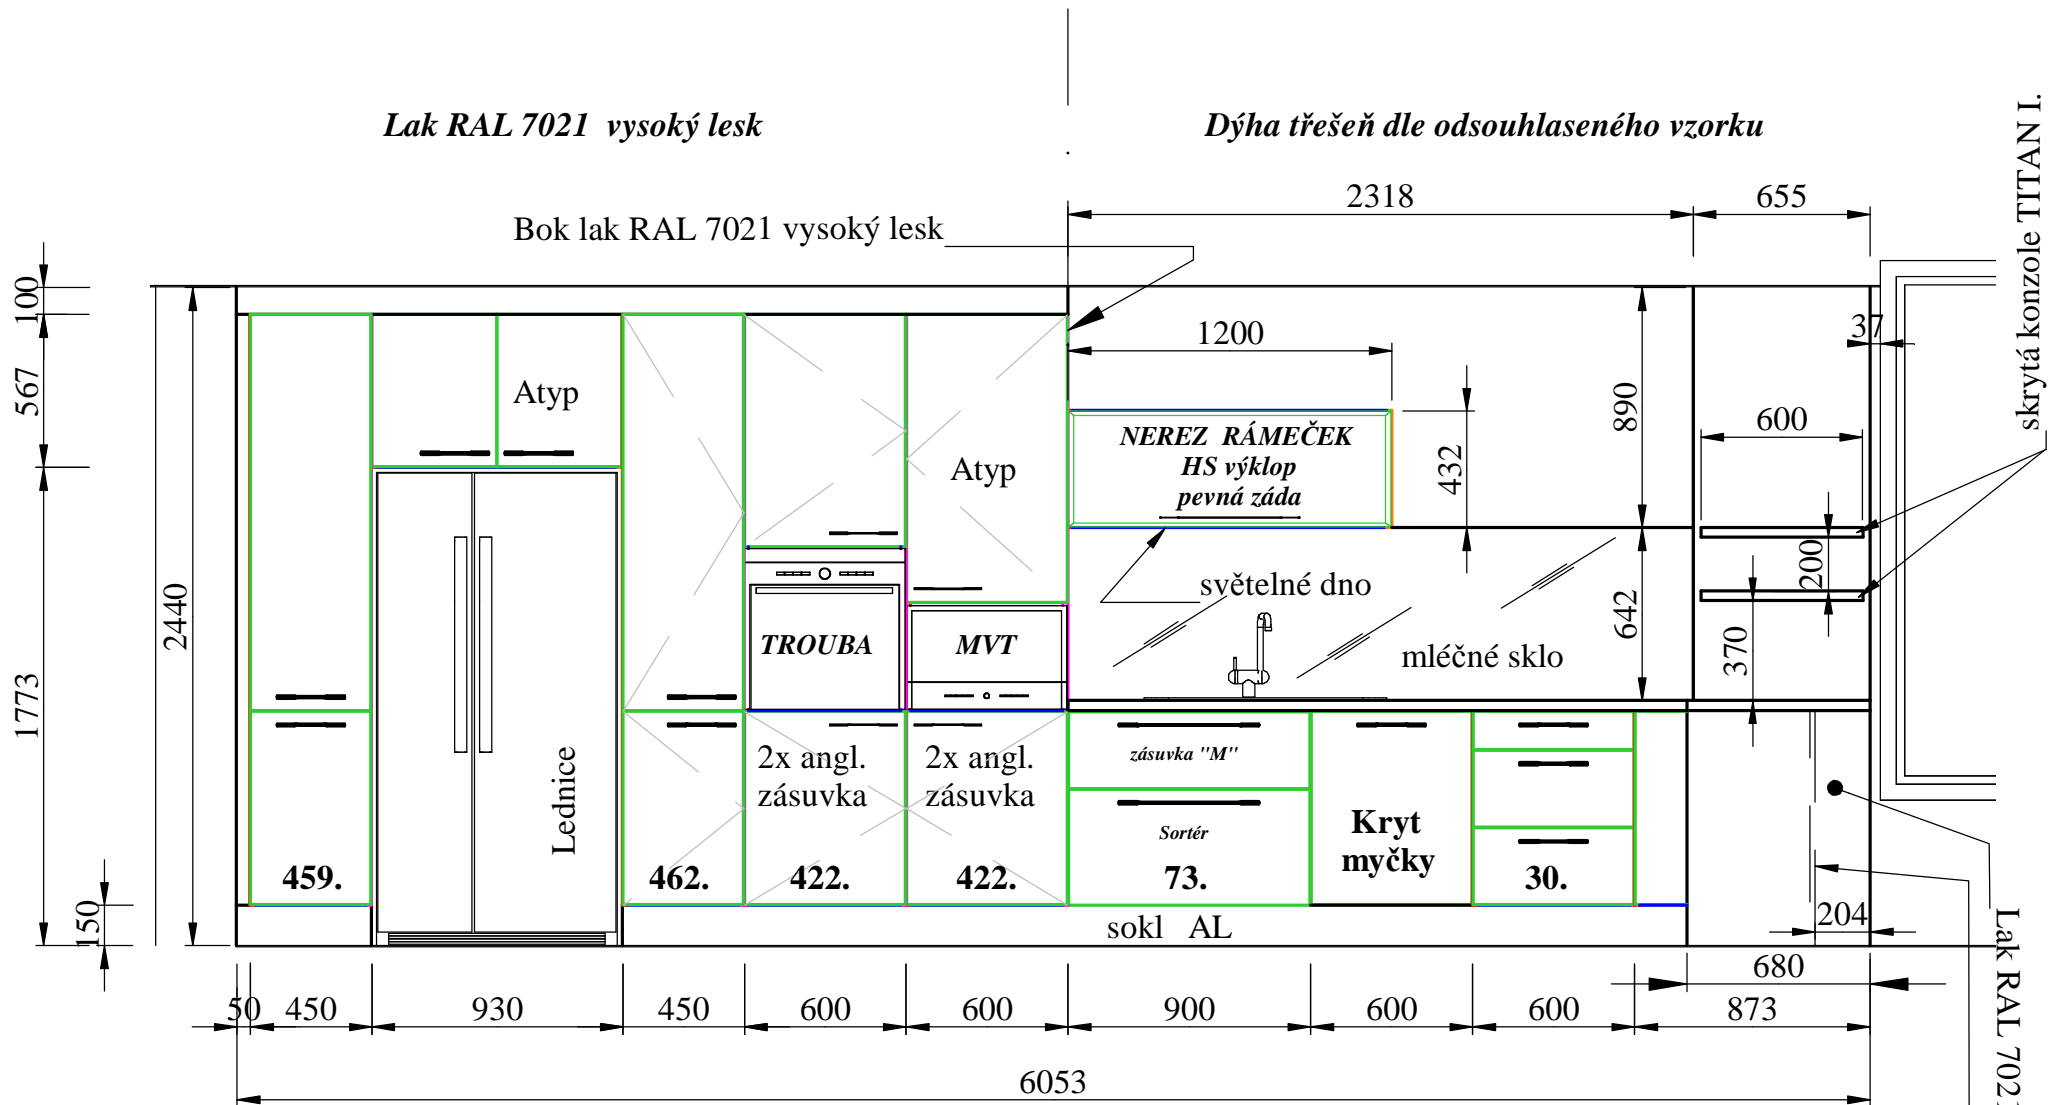 Lak RAL 7021 vysoký lesk
Dýha třešeň dle odsouhlaseného vzorku
skrytá konzole TITAN I.
2318
655
Bok lak RAL 7021 vysoký lesk
100
567
1773
150
2440
Atyp
Atyp
1200
NEREZ RÁMEČEK
HS výklop
pevná záda
432
890
37
600
200
světelné dno
642
370
mléčné sklo
TROUBA
MVT
Lednice
2x angl.
zásuvka
2x angl.
zásuvka
zásuvka "M"
Sortér
Kryt
myčky
459.
462.
422.
422.
73.
30.
sokl AL
204
Lak RAL 702
680
50
450
930
450
600
600
900
600
600
873
6053